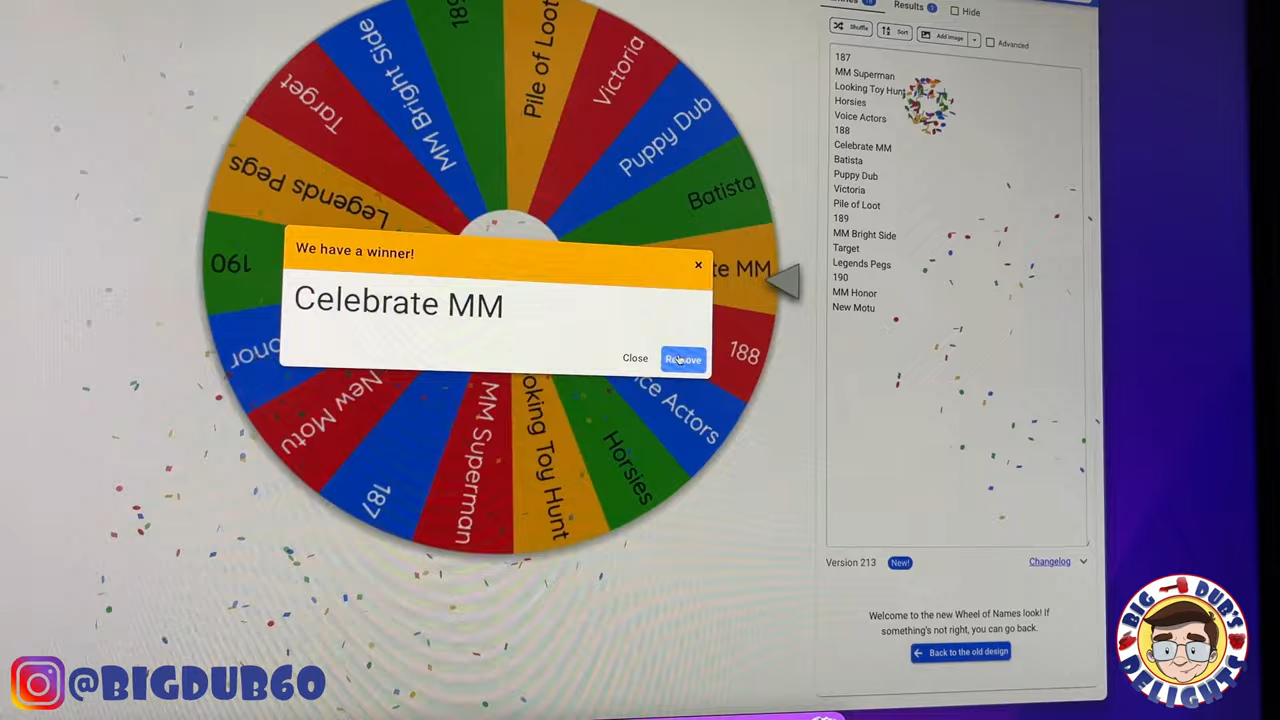 Results 1
Hide
Shuffle
Sort
Add image
Advanced
187
MM Superman
Looking Toy Hunt
Horsies
Voice Actors
188
Celebrate MM
Batista
Puppy Dub
Victoria
Pile of Loot
189
MM Bright Side
Target
Legends Pegs
190
MM Honor
New Motu
189
Pile of Loot
Victoria
Puppy Dub
Batista
te MM
188
ice Actors
Horsies
oking Toy Hunt
MM Superman
187
New Motu
onor
190
Legends Pegs
Target
MM Bright Side
We have a winner!
×
Celebrate MM
Close
Remove
Version 213
New!
Changelog
Welcome to the new Wheel of Names look! If
something's not right, you can go back.
Back to the old design
@BIGDUB60
BIG DUB'S
DELIGHTS